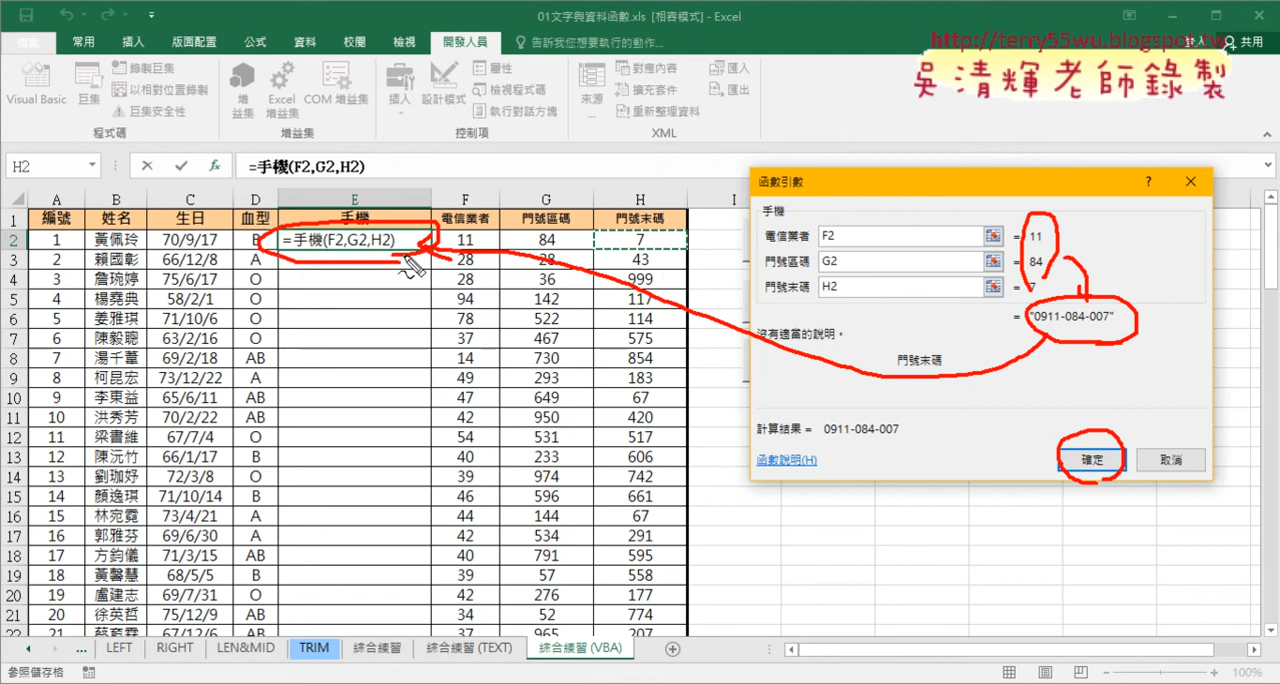 01文字與資料函數.xls [相容模式] - Excel
常用 插入 版面配置 公式 資料 校閱 檢視 開發人員 告訴我您想要執行的動作... 登入 共用
http://terry55wu.blogspot.tw
吳清輝老師錄製
Visual Basic 巨集 錄製巨集 以相對位置錄製 巨集安全性 程式碼
增益集 Excel 增益集 COM 增益集 增益集
插入 設計模式 屬性 檢視程式碼 執行對話方塊 控制項
來源 對應內容 擴充套件 重新整理資料 匯入 匯出 XML
H2 =手機(F2,G2,H2)
A B C D E F G H I
1 編號 姓名 生日 血型 手機 電信業者 門號區碼 門號末碼
2 1 黃佩玲 70/9/17 B =手機(F2,G2,H2) 11 84 7
3 2 賴國彰 66/12/8 A 28 28 43
4 3 詹琬婷 75/6/17 O 28 36 999
5 4 楊堯典 58/2/1 O 94 142 117
6 5 姜雅琪 71/10/6 O 78 522 114
7 6 陳毅聰 63/2/16 O 37 467 575
8 7 湯千葦 69/2/18 AB 14 730 854
9 8 柯昆宏 73/12/22 A 49 293 183
10 9 李東益 65/6/11 AB 47 649 67
11 10 洪秀芳 70/2/22 AB 42 950 420
12 11 梁書維 67/7/4 O 54 531 517
13 12 陳沅竹 66/1/17 B 40 233 606
14 13 劉珈妤 72/3/8 O 39 974 742
15 14 顏逸琪 71/10/14 B 46 596 661
16 15 林宛霓 73/4/21 A 44 144 67
17 16 郭雅芬 69/6/30 A 42 534 291
18 17 方鈞儀 71/3/15 AB 40 791 595
19 18 黃馨慧 68/5/5 B 39 57 558
20 19 盧建志 69/7/31 O 42 276 177
21 20 徐英哲 75/12/9 AB 34 52 774
22 21 67/12/6 AB 37 965 207
函數引數 ?
手機
電信業者 F2 = 11
門號區碼 G2 = 84
門號末碼 H2 = 7
= "0911-084-007"
沒有適當的說明。
門號末碼
計算結果 = 0911-084-007
函數說明(H) 確定 取消
... LEFT RIGHT LEN&MID TRIM 綜合練習 綜合練習 (TEXT) 綜合練習 (VBA)
參照儲存格 100%